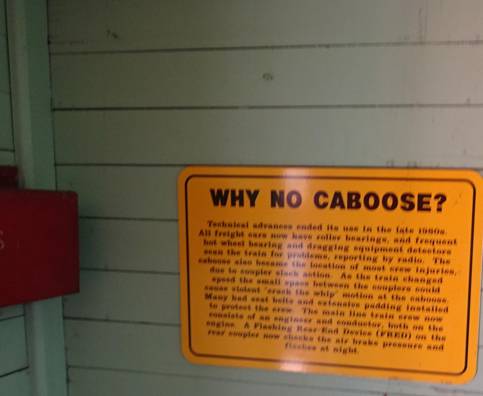 WHY NO CABOOSE?
Technical advances ended its use in the late 1980s.
All freight cars now have roller bearings, and frequent
hot wheel bearing and dragging equipment detectors
scan the train for problems, reporting by radio. The
caboose also became the location of most crew injuries,
due to coupler slack action. As the train changed
speed the small space between the couplers could
cause violent "crack the whip" motion at the caboose.
Many had seat belts and extensive padding installed
to protect the crew. The main line train crew now
consists of an engineer and conductor, both on the
engine. A Flashing Rear End Device (FRED) on the
rear coupler now checks the air brake pressure and
flashes at night.